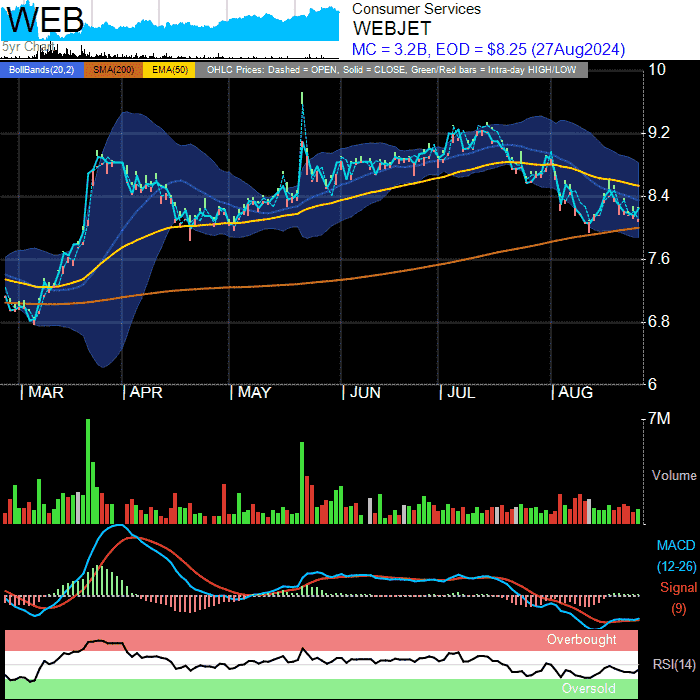 WEB
5yr Chart
Consumer Services
WEBJET
MC = 3.2B, EOD = $8.25 (27Aug2024)
BollBands(20,2) SMA(200) EMA(50) OHLC Prices: Dashed = OPEN, Solid = CLOSE, Green/Red bars = Intra-day HIGH/LOW
10
9.2
8.4
7.6
6.8
6
| MAR | APR | MAY | JUN | JUL | AUG
7M
Volume
MACD
(12-26)
Signal
(9)
Overbought
RSI(14)
Oversold